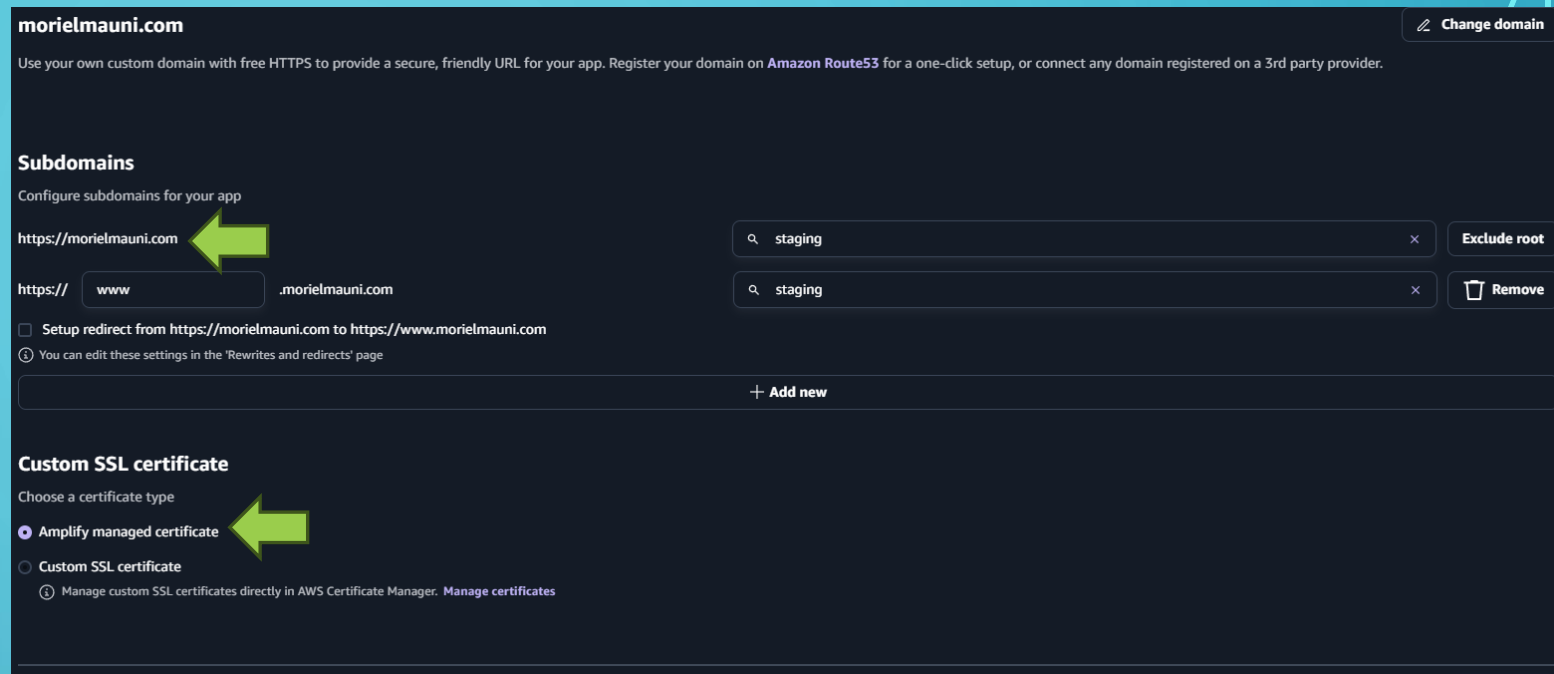 morielmauni.com
Change domain
Use your own custom domain with free HTTPS to provide a secure, friendly URL for your app. Register your domain on Amazon Route53 for a one-click setup, or connect any domain registered on a 3rd party provider.
Subdomains
Configure subdomains for your app
https://morielmauni.com staging Exclude root
https:// www .morielmauni.com staging Remove
Setup redirect from https://morielmauni.com to https://www.morielmauni.com
You can edit these settings in the 'Rewrites and redirects' page
Add new
Custom SSL certificate
Choose a certificate type
Amplify managed certificate
Custom SSL certificate
Manage custom SSL certificates directly in AWS Certificate Manager. Manage certificates